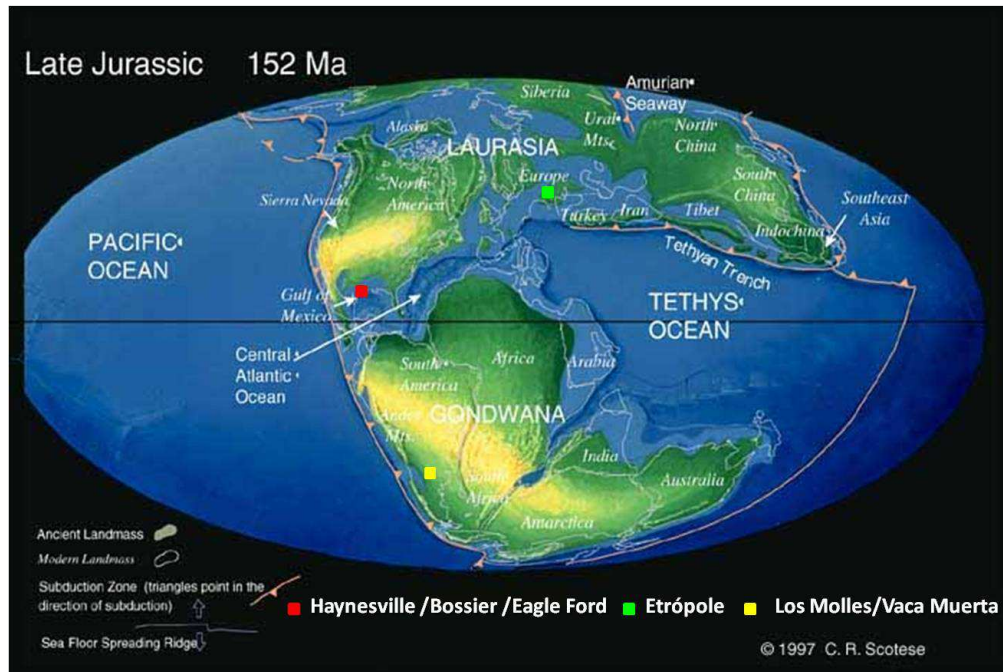 Late Jurassic 152 Ma
Amurian
Seaway
Siberia
Ural
Mts.
North
China
Alaska
LAURASIA
Europe
North
America
South
China
Sierra Nevada
Southeast
Asia
Turkey
Iran
Tibet
Indochina
PACIFIC
OCEAN
Tethyan Trench
Gulf of
Mexico
TETHYS
OCEAN
Central
Atlantic
Ocean
South
America
Africa
Arabia
GONDWANA
Andes
Mts.
India
South
Africa
Australia
Antarctica
Ancient Landmass
Modern Landmass
Subduction Zone (triangles point in the
direction of subduction)
Sea Floor Spreading Ridge
Haynesville /Bossier /Eagle Ford
Etrópole
Los Molles/Vaca Muerta
© 1997 C. R. Scotese